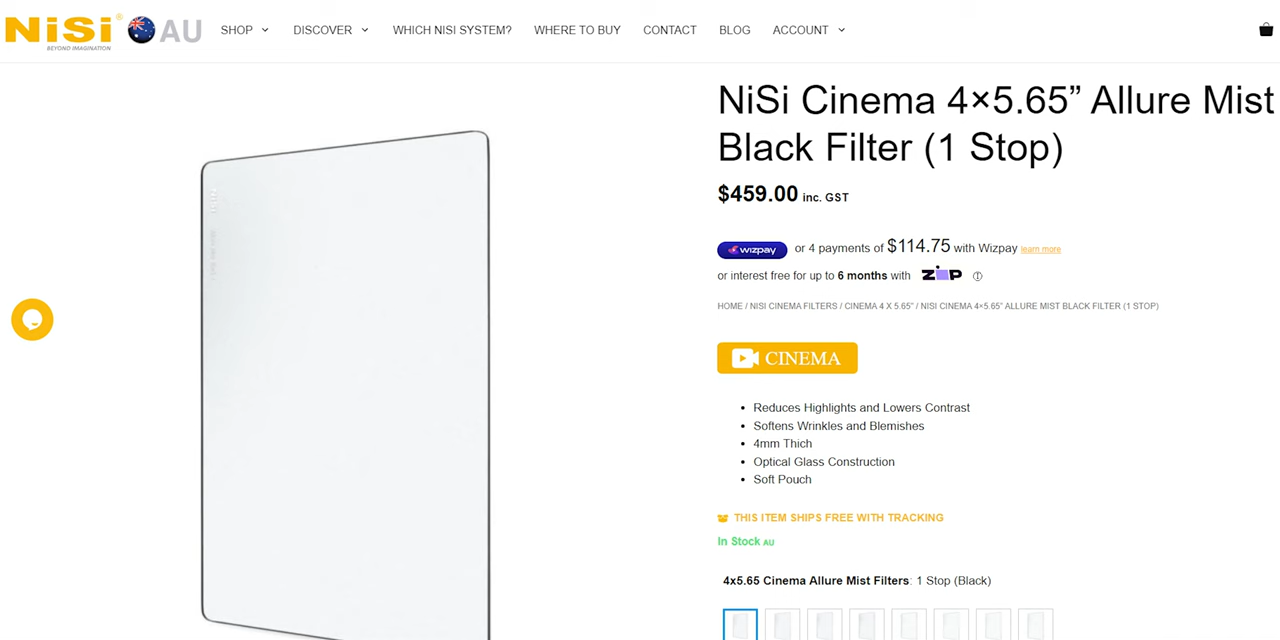 NiSi® AU
BEYOND IMAGINATION
SHOP DISCOVER WHICH NISI SYSTEM? WHERE TO BUY CONTACT BLOG ACCOUNT
NiSi Cinema 4×5.65” Allure Mist
Black Filter (1 Stop)
$459.00 inc. GST
wizpay or 4 payments of $114.75 with Wizpay learn more
or interest free for up to 6 months with ZIP
HOME / NISI CINEMA FILTERS / CINEMA 4 X 5.65" / NISI CINEMA 4×5.65” ALLURE MIST BLACK FILTER (1 STOP)
CINEMA
• Reduces Highlights and Lowers Contrast
• Softens Wrinkles and Blemishes
• 4mm Thich
• Optical Glass Construction
• Soft Pouch
THIS ITEM SHIPS FREE WITH TRACKING
In Stock AU
4x5.65 Cinema Allure Mist Filters: 1 Stop (Black)